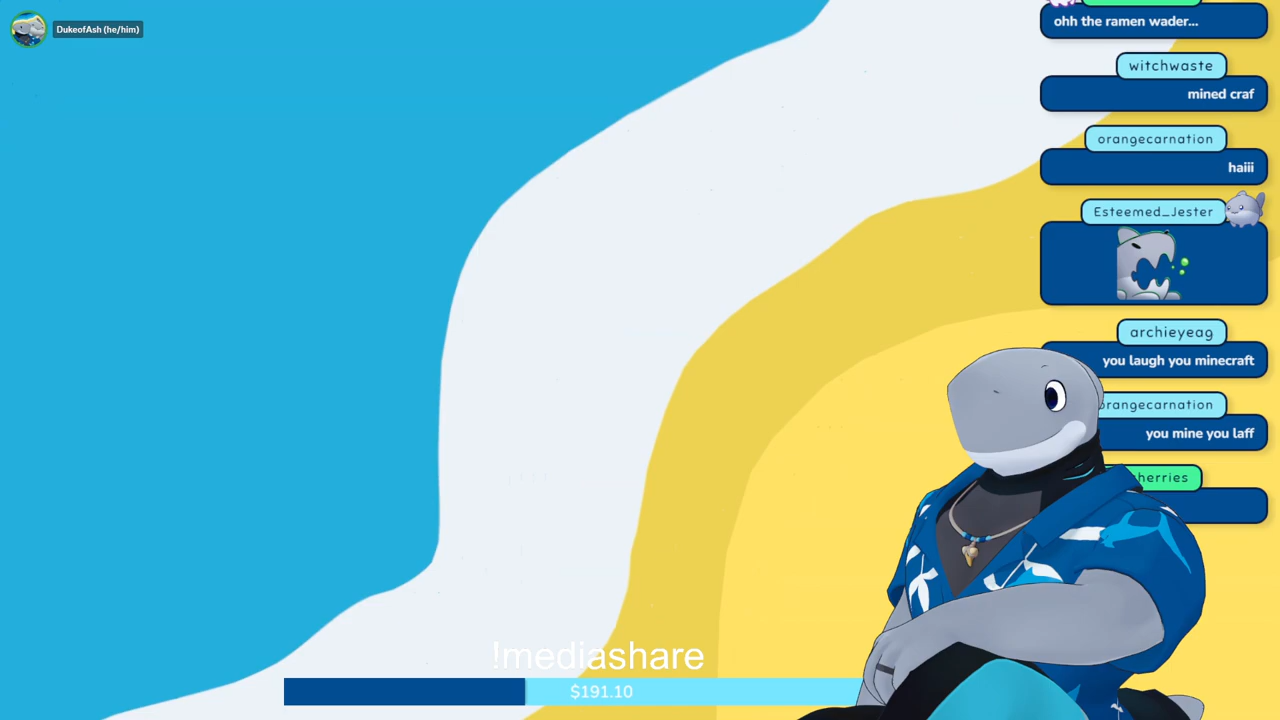 DukeofAsh (he/him)
ohh the ramen wader...
witchwaste
mined craf
orangecarnation
haiii
Esteemed_Jester
archieyeag
you laugh you minecraft
orangecarnation
you mine you laff
herries
!mediashare
$191.10